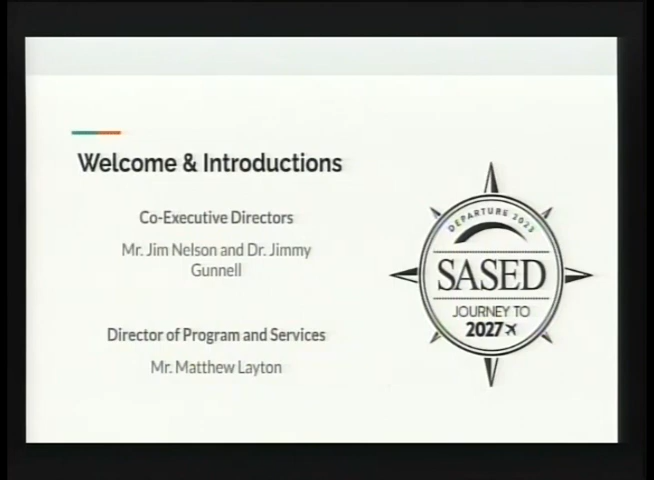 Welcome & Introductions
Co-Executive Directors
Mr. Jim Nelson and Dr. Jimmy
Gunnell
Director of Program and Services
Mr. Matthew Layton
DEPARTURE 2023
SASED
JOURNEY TO
2027